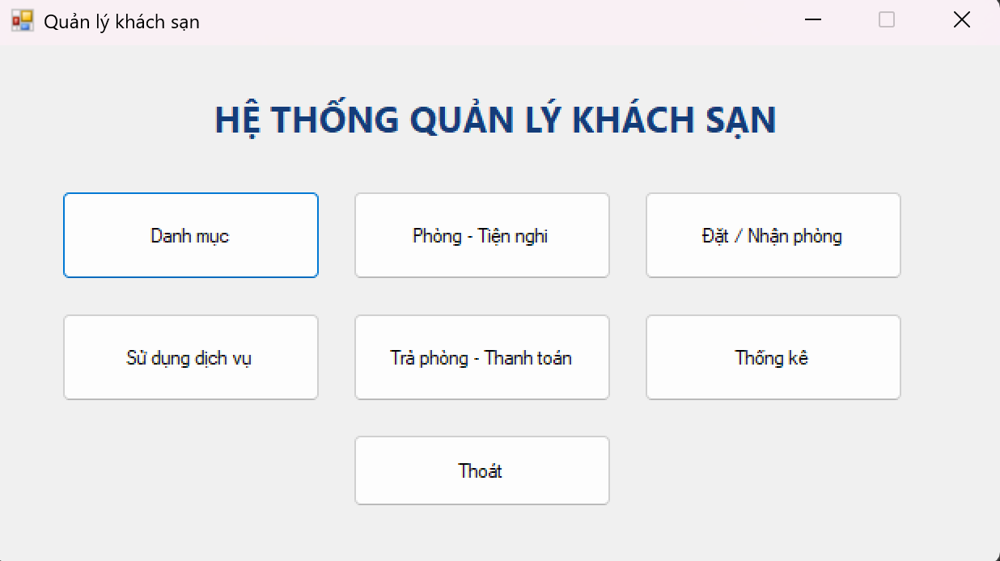 Quản lý khách sạn
HỆ THỐNG QUẢN LÝ KHÁCH SẠN
Danh mục
Phòng - Tiện nghi
Đặt / Nhận phòng
Sử dụng dịch vụ
Trả phòng - Thanh toán
Thống kê
Thoát